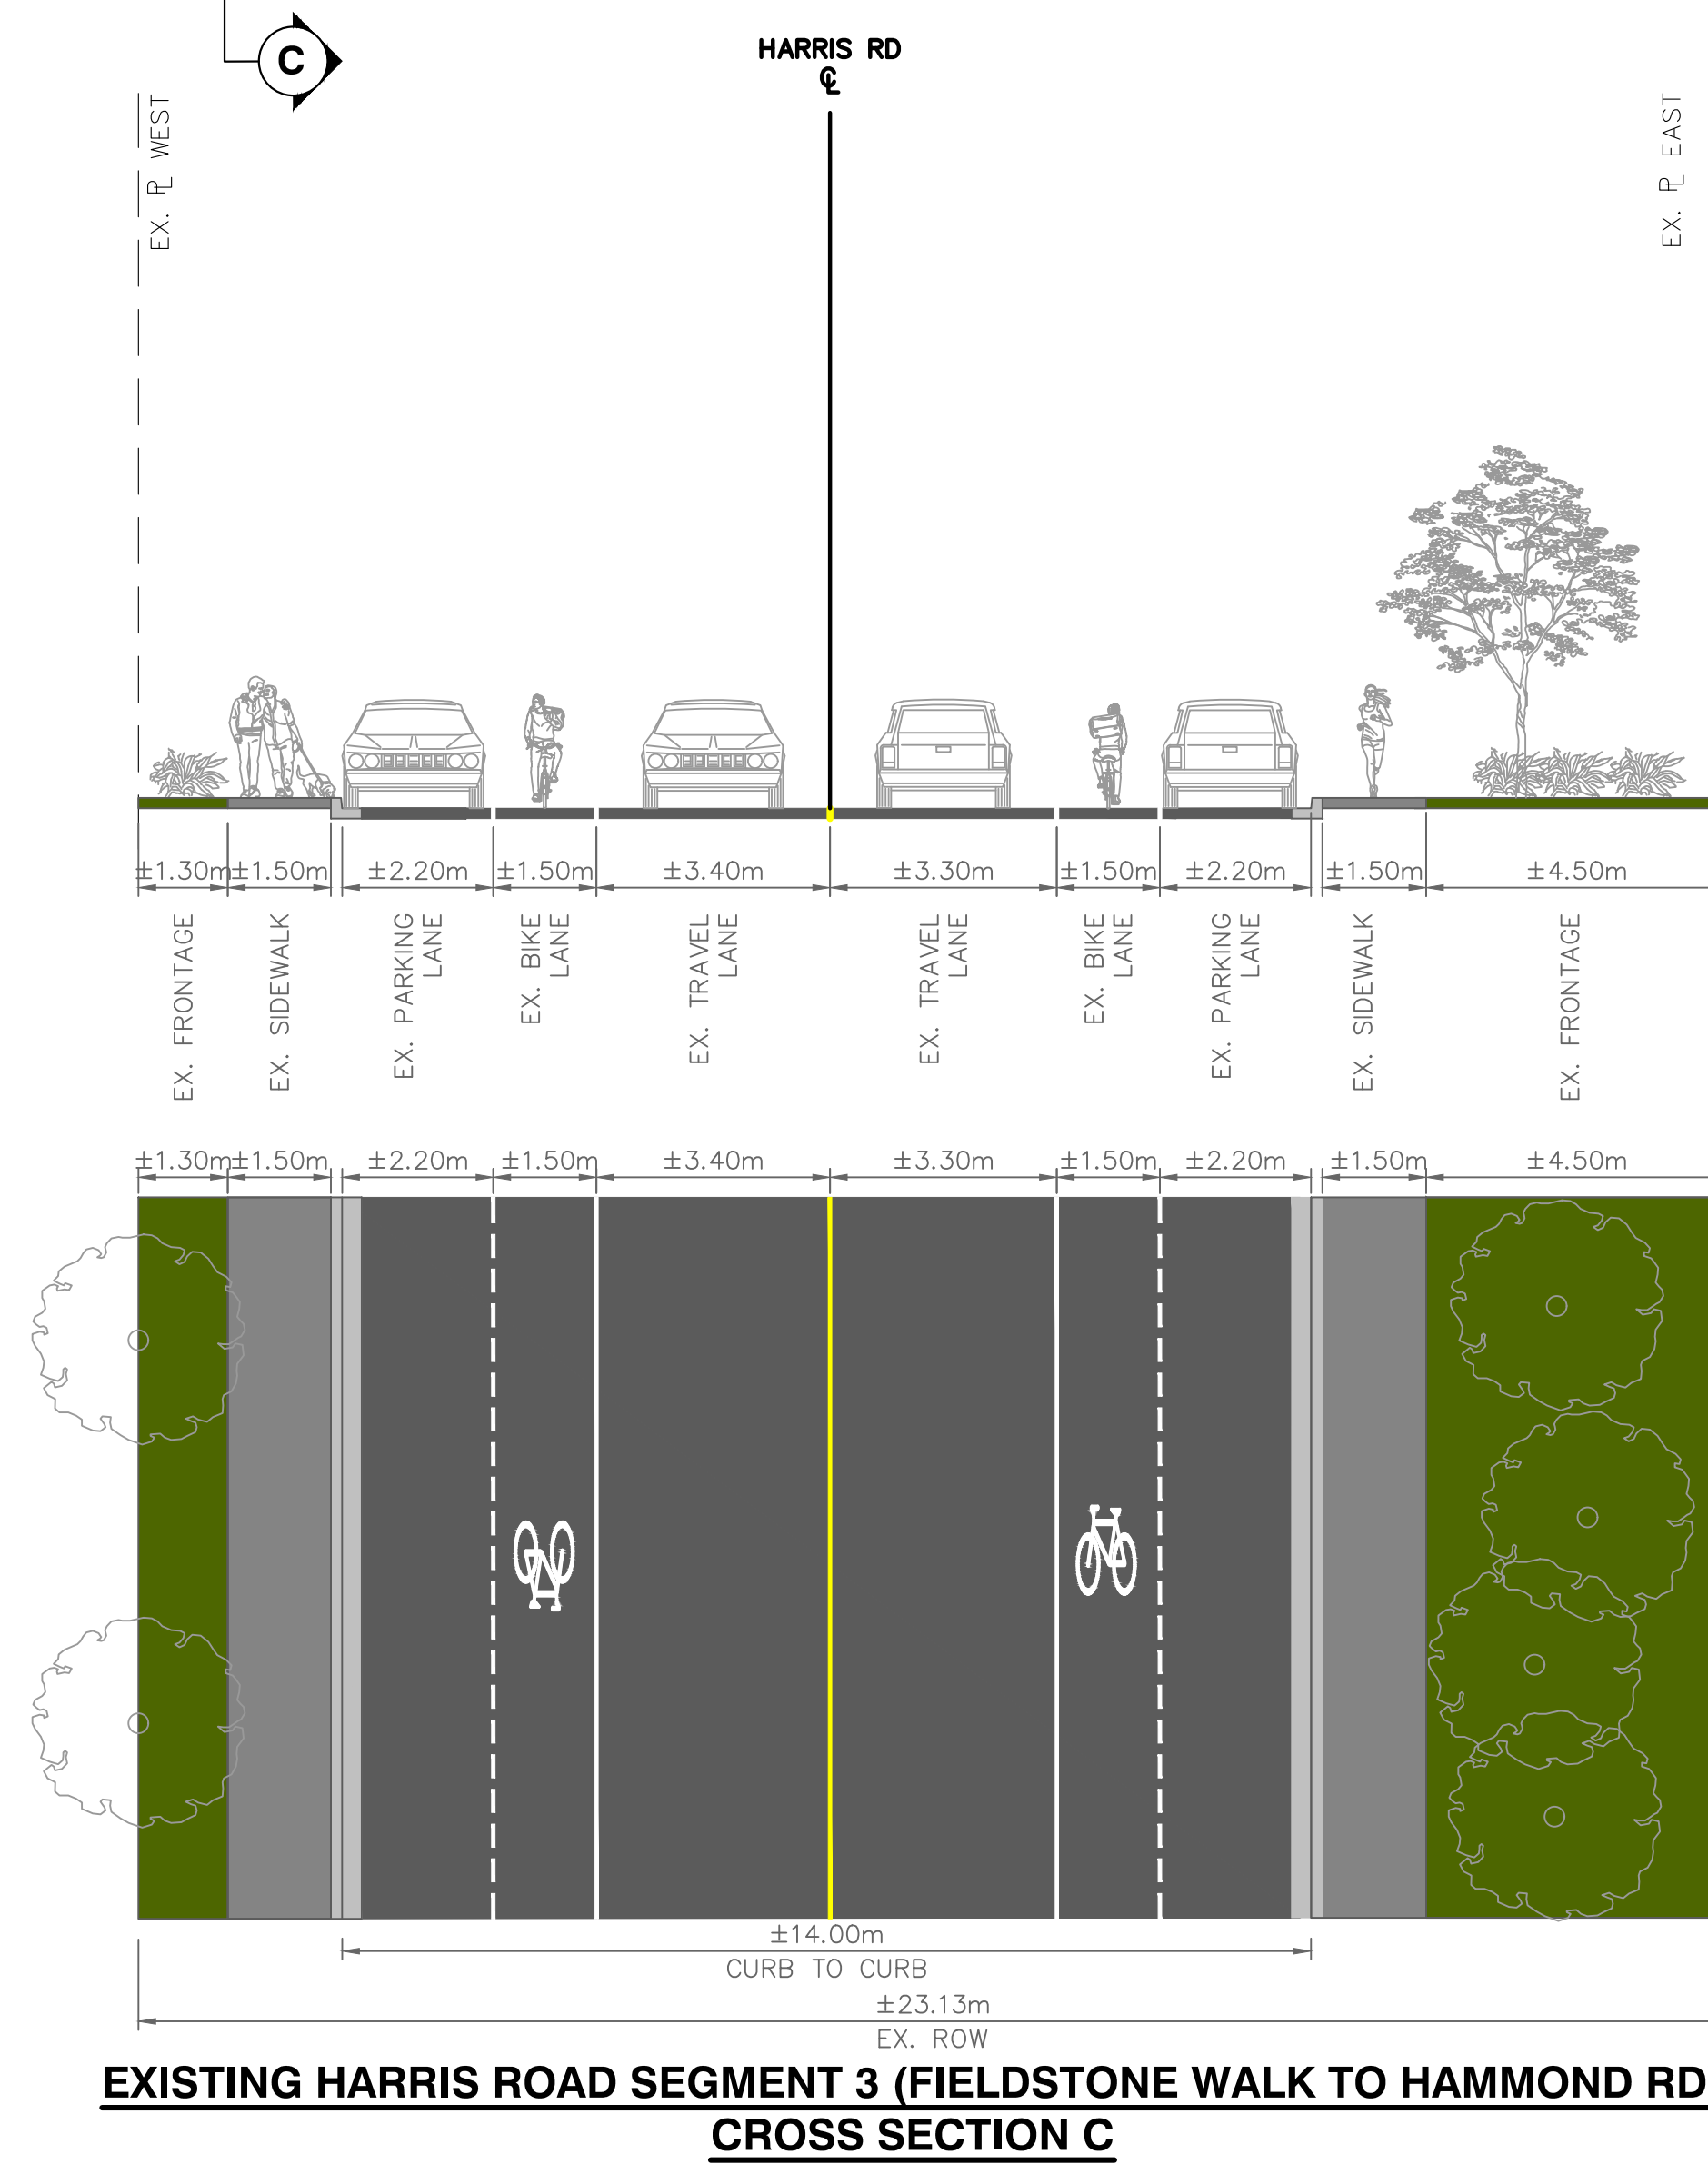 C
HARRIS RD
℄
EX. ⅊ WEST
EX. ⅊ EAST
±1.30m ±1.50m ±2.20m ±1.50m ±3.40m ±3.30m ±1.50m ±2.20m ±1.50m ±4.50m
EX. FRONTAGE
EX. SIDEWALK
EX. PARKING
LANE
EX. BIKE
LANE
EX. TRAVEL
LANE
EX. TRAVEL
LANE
EX. BIKE
LANE
EX. PARKING
LANE
EX. SIDEWALK
EX. FRONTAGE
±1.30m ±1.50m ±2.20m ±1.50m ±3.40m ±3.30m ±1.50m ±2.20m ±1.50m ±4.50m
±14.00m
CURB TO CURB
±23.13m
EX. ROW
EXISTING HARRIS ROAD SEGMENT 3 (FIELDSTONE WALK TO HAMMOND RD
CROSS SECTION C